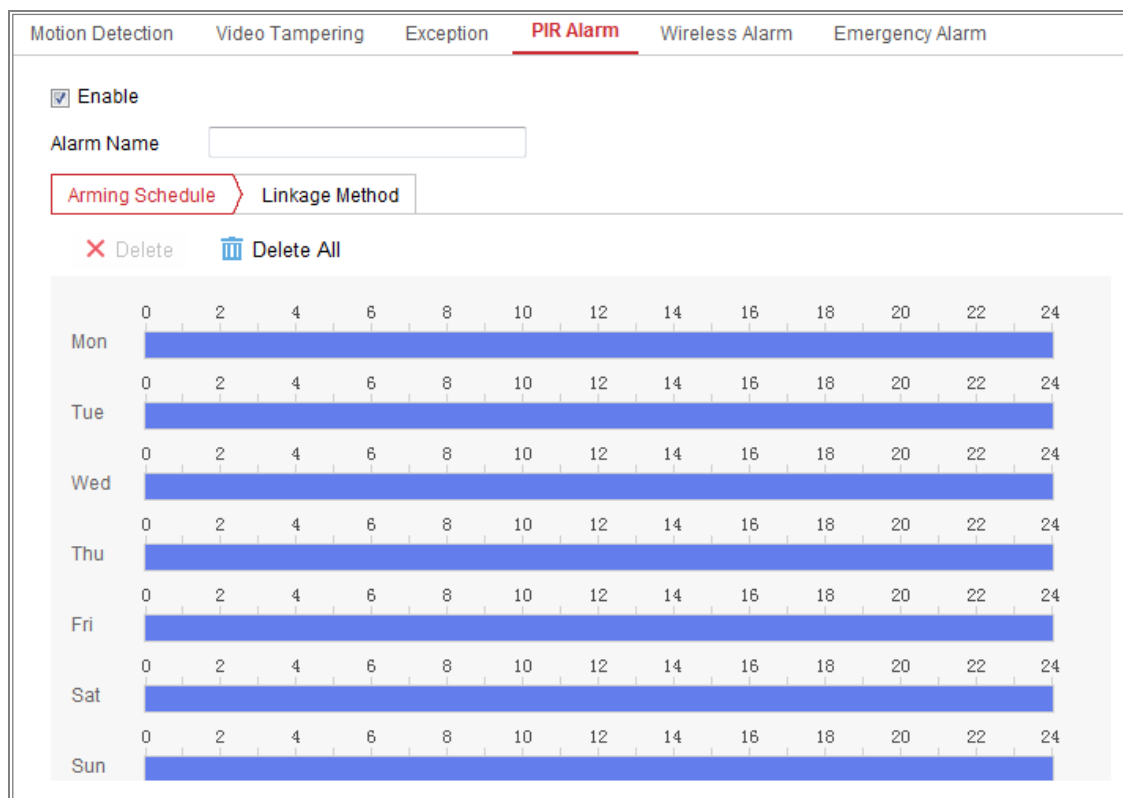 Motion Detection Video Tampering Exception PIR Alarm Wireless Alarm Emergency Alarm
Enable
Alarm Name
Arming Schedule Linkage Method
Delete Delete All
0 2 4 6 8 10 12 14 16 18 20 22 24
Mon
0 2 4 6 8 10 12 14 16 18 20 22 24
Tue
0 2 4 6 8 10 12 14 16 18 20 22 24
Wed
0 2 4 6 8 10 12 14 16 18 20 22 24
Thu
0 2 4 6 8 10 12 14 16 18 20 22 24
Fri
0 2 4 6 8 10 12 14 16 18 20 22 24
Sat
0 2 4 6 8 10 12 14 16 18 20 22 24
Sun